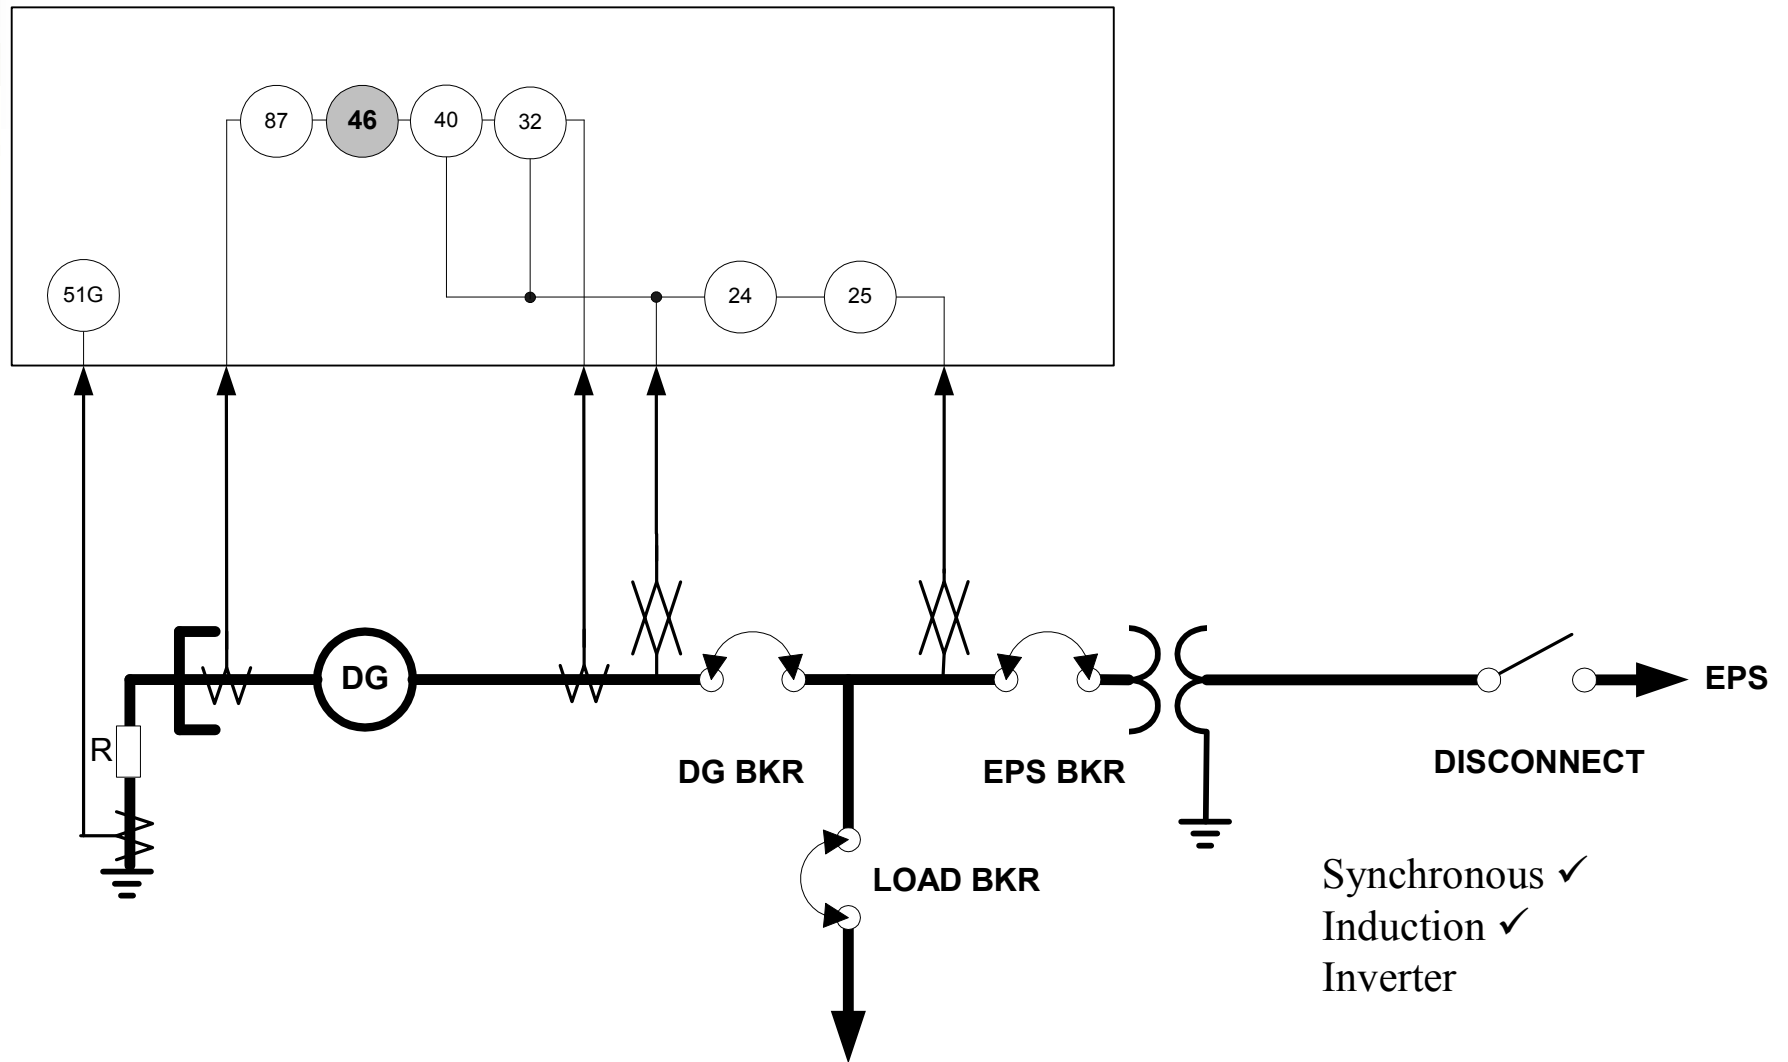 87
46
40
32
51G
24
25
DG
EPS
R
DG BKR
EPS BKR
DISCONNECT
LOAD BKR
Synchronous ✓
Induction ✓
Inverter